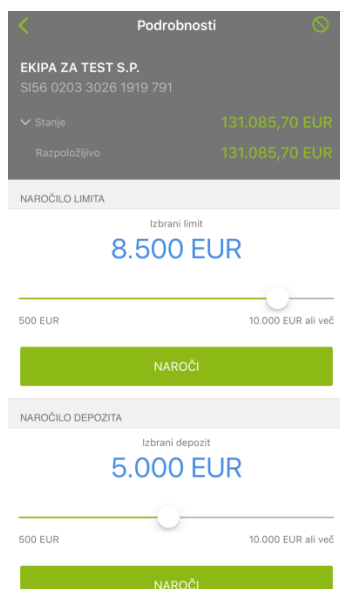 Podrobnosti
EKIPA ZA TEST S.P.
SI56 0203 3026 1919 791
Stanje 131.085,70 EUR
Razpoložljivo 131.085,70 EUR
NAROČILO LIMITA
Izbrani limit
8.500 EUR
500 EUR 10.000 EUR ali več
NAROČI
NAROČILO DEPOZITA
Izbrani depozit
5.000 EUR
500 EUR 10.000 EUR ali več
NAROČI